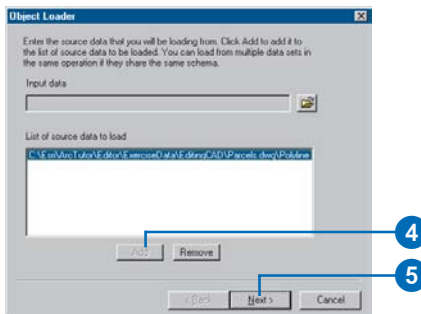 Object Loader
Enter the source data that you will be loading from. Click Add to add it to
the list of source data to be loaded. You can load from multiple data sets in
the same operation if they share the same schema.
Input data
List of source data to load
C:\Esri\ArcTutor\Editor\ExerciseData\EditingCAD\Parcels.dwg\Polyline
Add Remove
4
5
< Back Next > Cancel